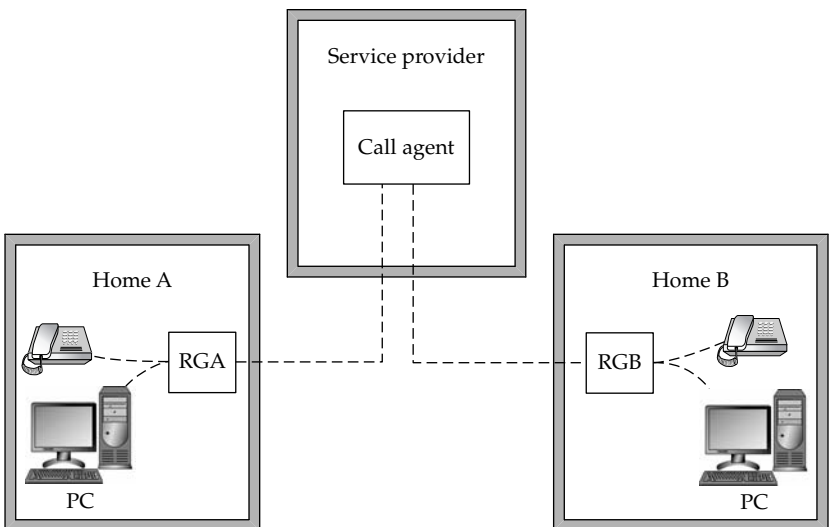 Service provider
Call agent
Home A
Home B
RGA
RGB
PC
PC